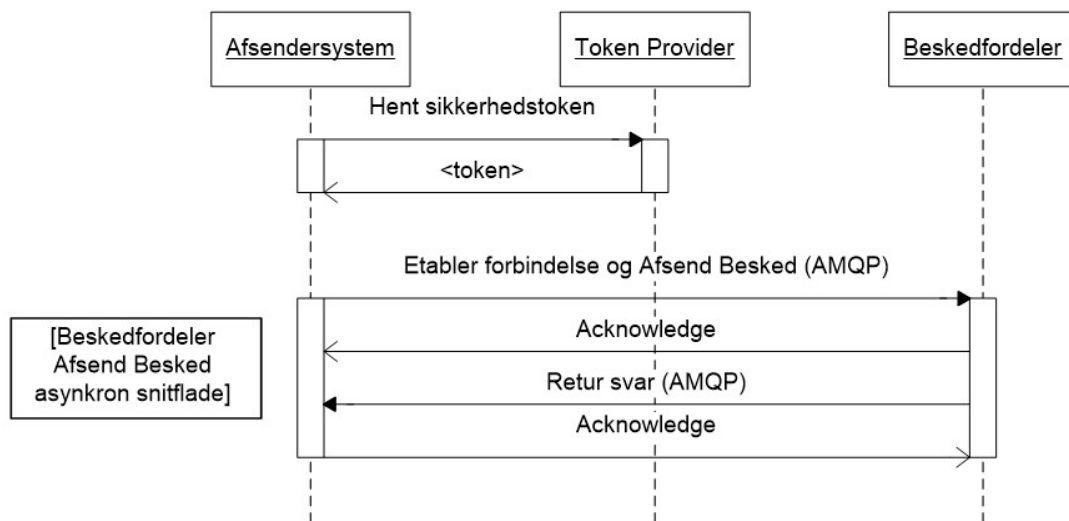 Afsendersystem
Token Provider
Beskedfordeler
Hent sikkerhedstoken
<token>
Etabler forbindelse og Afsend Besked (AMQP)
[Beskedfordeler
Afsend Besked
asynkron snitflade]
Acknowledge
Retur svar (AMQP)
Acknowledge